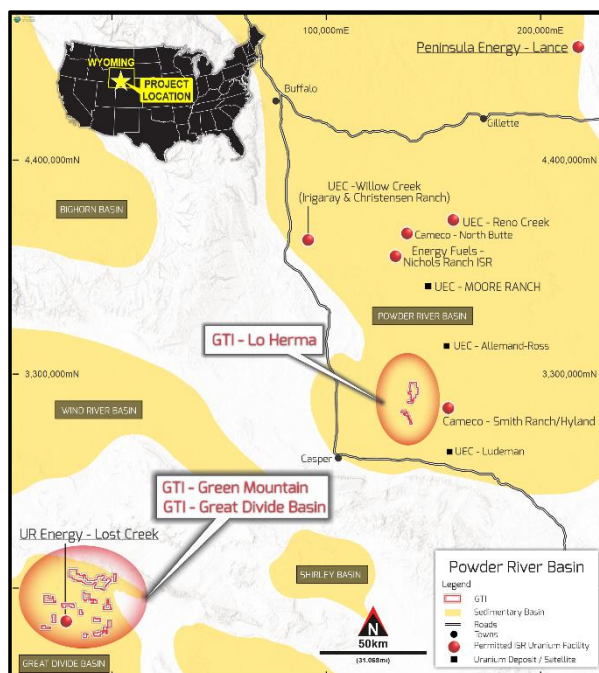 100,000mE
200,000mE
Peninsula Energy - Lance
WYOMING
PROJECT
LOCATION
Buffalo
Gillette
4,400,000mN
4,400,000mN
UEC -Willow Creek
(Irigaray & Christensen Ranch)
BIGHORN BASIN
UEC - Reno Creek
Cameco - North Butte
Energy Fuels -
Nichols Ranch ISR
UEC - MOORE RANCH
POWDER RIVER BASIN
GTI - Lo Herma
UEC - Allemand-Ross
3,300,000mN
3,300,000mN
WIND RIVER BASIN
Cameco - Smith Ranch/Hyland
Casper
UEC - Ludeman
GTI - Green Mountain
GTI - Great Divide Basin
UR Energy - Lost Creek
SHIRLEY BASIN
Powder River Basin
Legend
GTI
Sedimentary Basin
Roads
Towns
Permitted ISR Uranium Facility
Uranium Deposit / Satellite
N
50km
(31.068mi)
GREAT DIVIDE BASIN